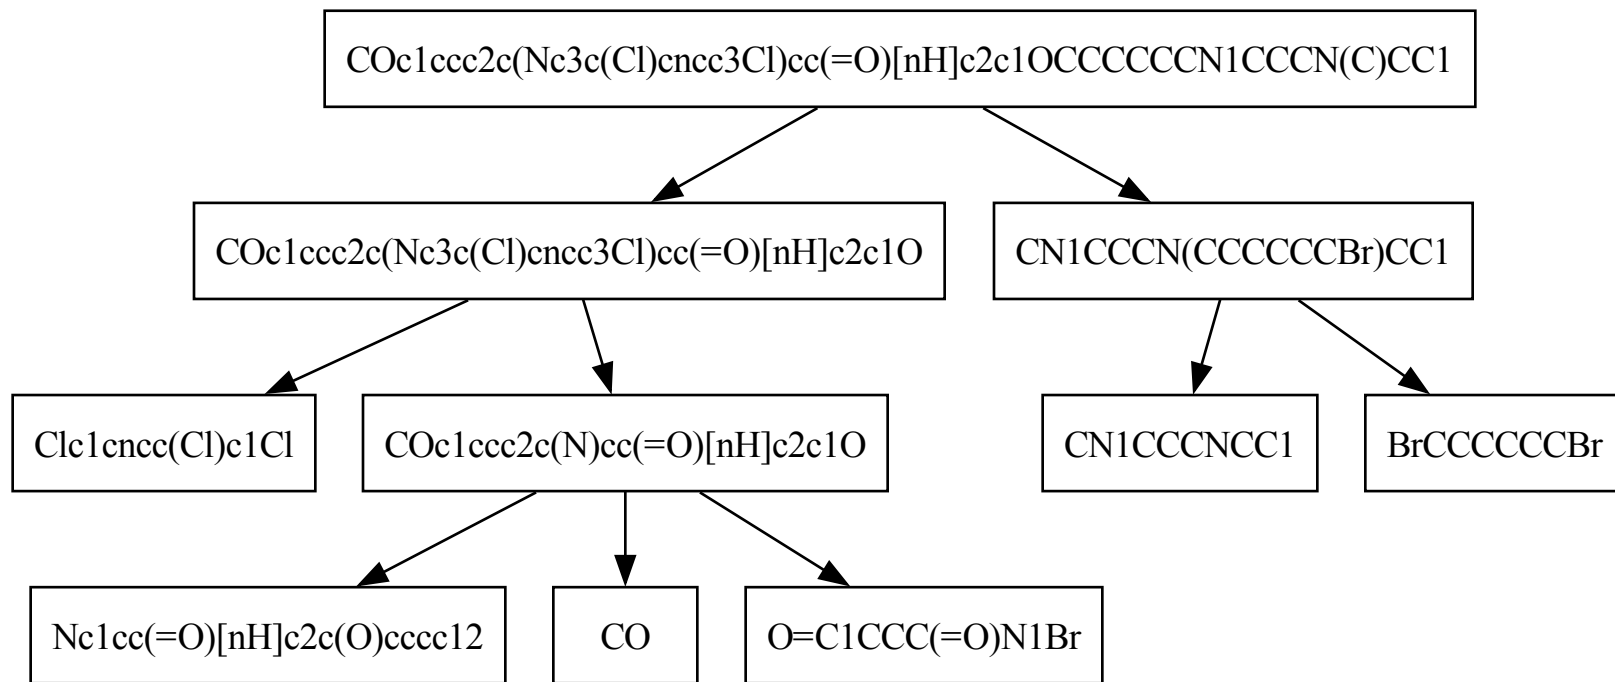 COc1ccc2c(Nc3c(Cl)cncc3Cl)cc(=O)[nH]c2c1OCCCCCCN1CCCN(C)CC1
COc1ccc2c(Nc3c(Cl)cncc3Cl)cc(=O)[nH]c2c1O
CN1CCCN(CCCCCCBr)CC1
Clc1cncc(Cl)c1Cl
COc1ccc2c(N)cc(=O)[nH]c2c1O
CN1CCCNCC1
BrCCCCCCBr
Nc1cc(=O)[nH]c2c(O)cccc12
CO
O=C1CCC(=O)N1Br